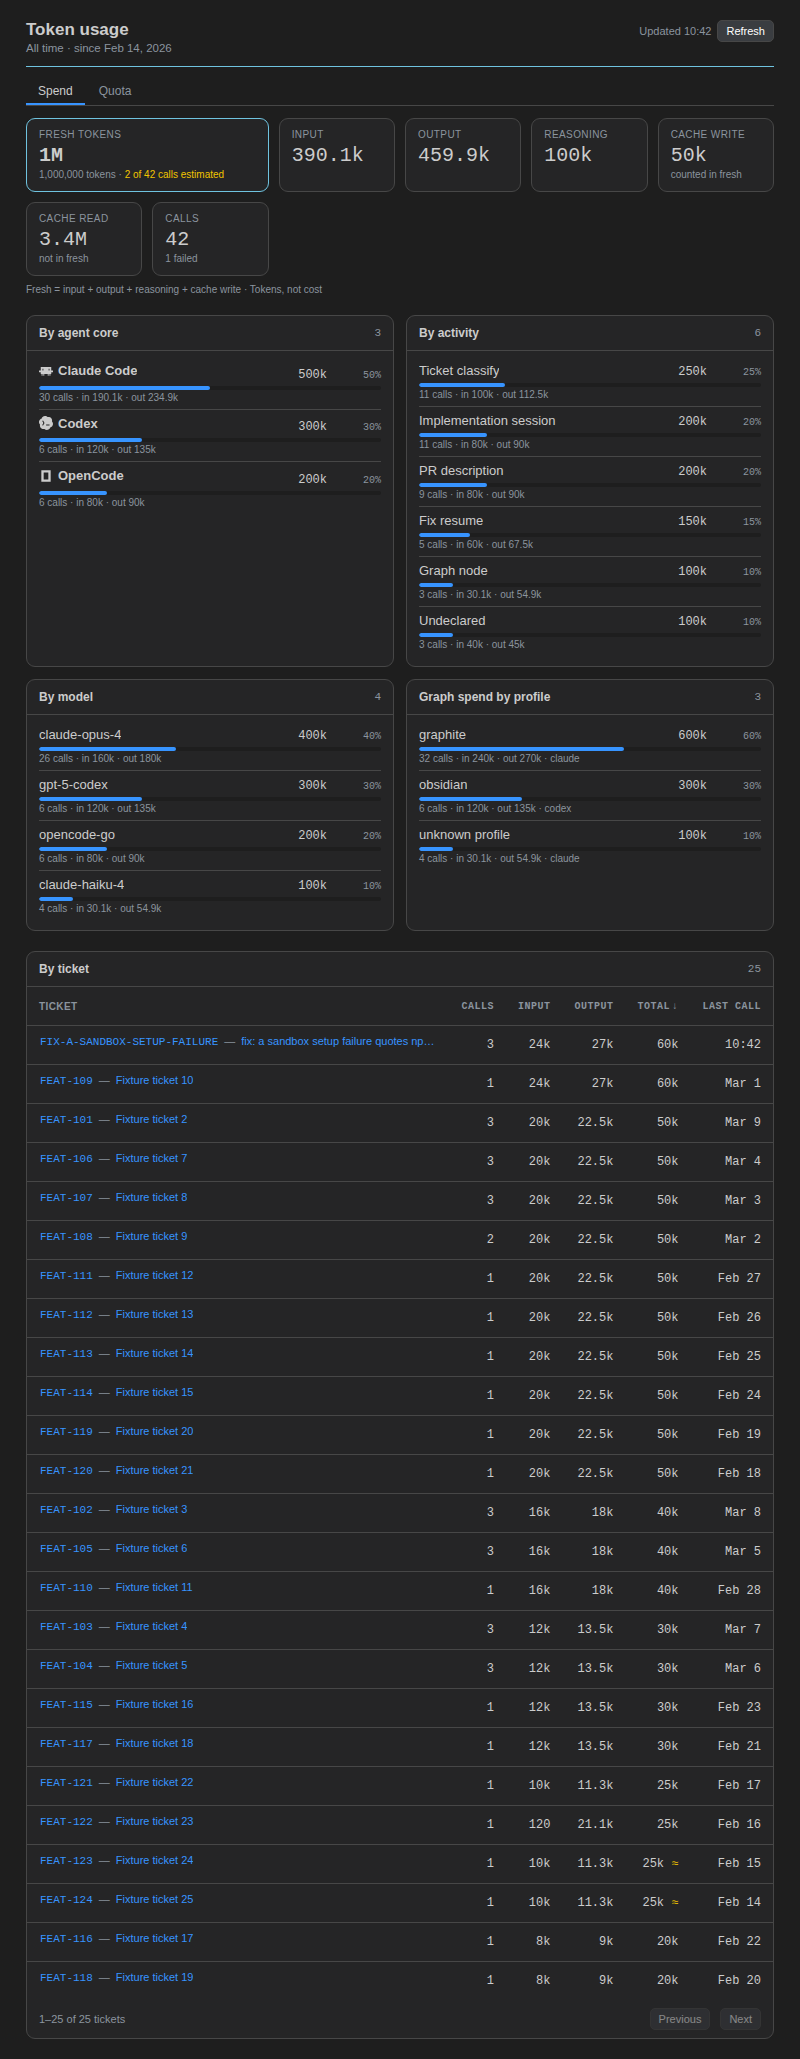 Token usage
All time · since Feb 14, 2026
Updated 10:42 Refresh
Spend Quota
FRESH TOKENS
1M
1,000,000 tokens · 2 of 42 calls estimated
INPUT
390.1k
OUTPUT
459.9k
REASONING
100k
CACHE WRITE
50k
counted in fresh
CACHE READ
3.4M
not in fresh
CALLS
42
1 failed
Fresh = input + output + reasoning + cache write · Tokens, not cost
By agent core 3
Claude Code 500k 50%
30 calls · in 190.1k · out 234.9k
Codex 300k 30%
6 calls · in 120k · out 135k
OpenCode 200k 20%
6 calls · in 80k · out 90k
By activity 6
Ticket classify 250k 25%
11 calls · in 100k · out 112.5k
Implementation session 200k 20%
11 calls · in 80k · out 90k
PR description 200k 20%
9 calls · in 80k · out 90k
Fix resume 150k 15%
5 calls · in 60k · out 67.5k
Graph node 100k 10%
3 calls · in 30.1k · out 54.9k
Undeclared 100k 10%
3 calls · in 40k · out 45k
By model 4
claude-opus-4 400k 40%
26 calls · in 160k · out 180k
gpt-5-codex 300k 30%
6 calls · in 120k · out 135k
opencode-go 200k 20%
6 calls · in 80k · out 90k
claude-haiku-4 100k 10%
4 calls · in 30.1k · out 54.9k
Graph spend by profile 3
graphite 600k 60%
32 calls · in 240k · out 270k · claude
obsidian 300k 30%
6 calls · in 120k · out 135k · codex
unknown profile 100k 10%
4 calls · in 30.1k · out 54.9k · claude
By ticket 25
TICKET CALLS INPUT OUTPUT TOTAL ↓ LAST CALL
FIX-A-SANDBOX-SETUP-FAILURE — fix: a sandbox setup failure quotes np… 3 24k 27k 60k 10:42
FEAT-109 — Fixture ticket 10 1 24k 27k 60k Mar 1
FEAT-101 — Fixture ticket 2 3 20k 22.5k 50k Mar 9
FEAT-106 — Fixture ticket 7 3 20k 22.5k 50k Mar 4
FEAT-107 — Fixture ticket 8 3 20k 22.5k 50k Mar 3
FEAT-108 — Fixture ticket 9 2 20k 22.5k 50k Mar 2
FEAT-111 — Fixture ticket 12 1 20k 22.5k 50k Feb 27
FEAT-112 — Fixture ticket 13 1 20k 22.5k 50k Feb 26
FEAT-113 — Fixture ticket 14 1 20k 22.5k 50k Feb 25
FEAT-114 — Fixture ticket 15 1 20k 22.5k 50k Feb 24
FEAT-119 — Fixture ticket 20 1 20k 22.5k 50k Feb 19
FEAT-120 — Fixture ticket 21 1 20k 22.5k 50k Feb 18
FEAT-102 — Fixture ticket 3 3 16k 18k 40k Mar 8
FEAT-105 — Fixture ticket 6 3 16k 18k 40k Mar 5
FEAT-110 — Fixture ticket 11 1 16k 18k 40k Feb 28
FEAT-103 — Fixture ticket 4 3 12k 13.5k 30k Mar 7
FEAT-104 — Fixture ticket 5 3 12k 13.5k 30k Mar 6
FEAT-115 — Fixture ticket 16 1 12k 13.5k 30k Feb 23
FEAT-117 — Fixture ticket 18 1 12k 13.5k 30k Feb 21
FEAT-121 — Fixture ticket 22 1 10k 11.3k 25k Feb 17
FEAT-122 — Fixture ticket 23 1 120 21.1k 25k Feb 16
FEAT-123 — Fixture ticket 24 1 10k 11.3k 25k ≈ Feb 15
FEAT-124 — Fixture ticket 25 1 10k 11.3k 25k ≈ Feb 14
FEAT-116 — Fixture ticket 17 1 8k 9k 20k Feb 22
FEAT-118 — Fixture ticket 19 1 8k 9k 20k Feb 20
1–25 of 25 tickets Previous Next